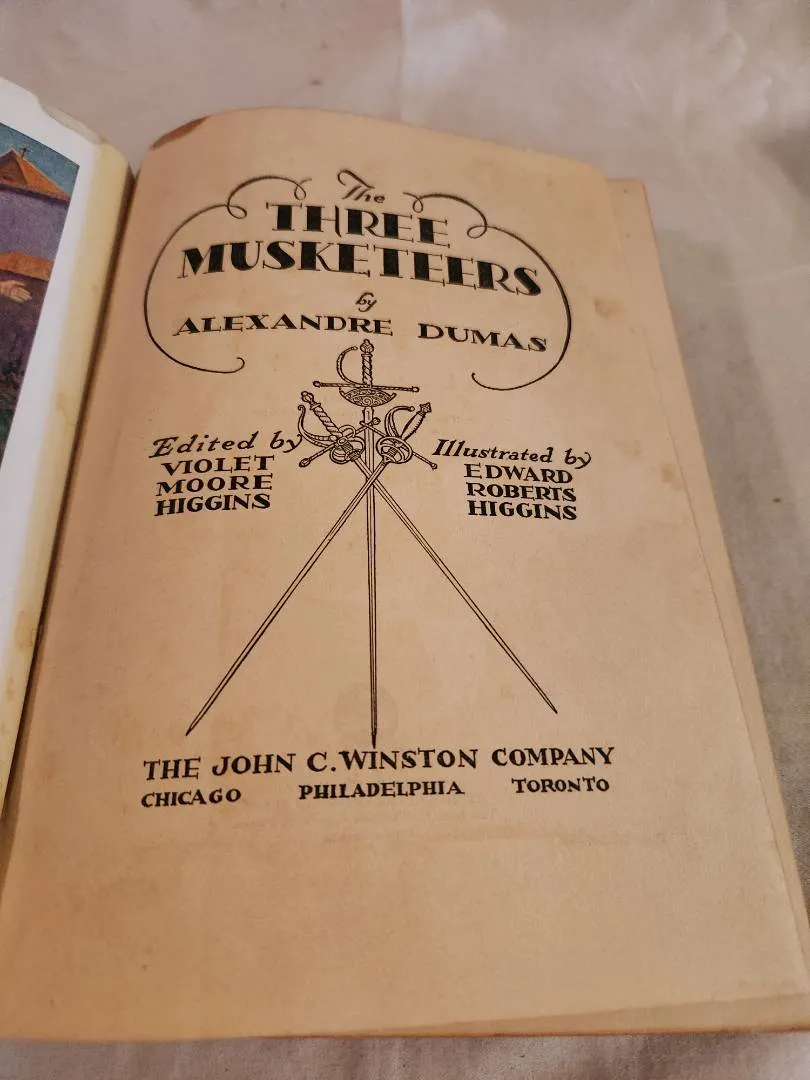 The
THREE
MUSKETEERS
by
ALEXANDRE DUMAS
Edited by
VIOLET
MOORE
HIGGINS
Illustrated by
EDWARD
ROBERTS
HIGGINS
THE JOHN C. WINSTON COMPANY
CHICAGO PHILADELPHIA TORONTO